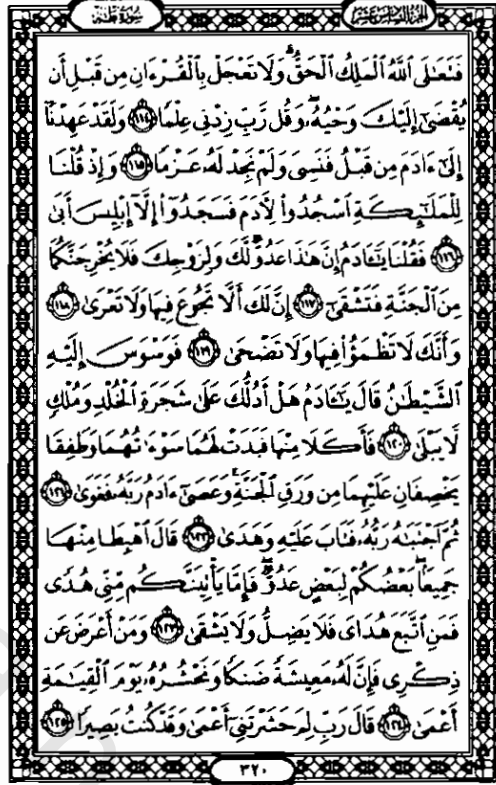 الجزء السادس عشر
سورة طه
فَتَعَٰلَى ٱللَّهُ ٱلْمَلِكُ ٱلْحَقُّ ۗ وَلَا تَعْجَلْ بِٱلْقُرْءَانِ مِن قَبْلِ أَن
يُقْضَىٰٓ إِلَيْكَ وَحْيُهُۥ ۖ وَقُل رَّبِّ زِدْنِى عِلْمًا ﴿١١٤﴾ وَلَقَدْ عَهِدْنَآ
إِلَىٰٓ ءَادَمَ مِن قَبْلُ فَنَسِىَ وَلَمْ نَجِدْ لَهُۥ عَزْمًا ﴿١١٥﴾ وَإِذْ قُلْنَا
لِلْمَلَٰٓئِكَةِ ٱسْجُدُوا۟ لِءَادَمَ فَسَجَدُوٓا۟ إِلَّآ إِبْلِيسَ أَبَىٰ
﴿١١٦﴾ فَقُلْنَا يَٰٓـَٔادَمُ إِنَّ هَٰذَا عَدُوٌّ لَّكَ وَلِزَوْجِكَ فَلَا يُخْرِجَنَّكُمَا
مِنَ ٱلْجَنَّةِ فَتَشْقَىٰٓ ﴿١١٧﴾ إِنَّ لَكَ أَلَّا تَجُوعَ فِيهَا وَلَا تَعْرَىٰ ﴿١١٨﴾
وَأَنَّكَ لَا تَظْمَؤُا۟ فِيهَا وَلَا تَضْحَىٰ ﴿١١٩﴾ فَوَسْوَسَ إِلَيْهِ
ٱلشَّيْطَٰنُ قَالَ يَٰٓـَٔادَمُ هَلْ أَدُلُّكَ عَلَىٰ شَجَرَةِ ٱلْخُلْدِ وَمُلْكٍ
لَّا يَبْلَىٰ ﴿١٢٠﴾ فَأَكَلَا مِنْهَا فَبَدَتْ لَهُمَا سَوْءَٰتُهُمَا وَطَفِقَا
يَخْصِفَانِ عَلَيْهِمَا مِن وَرَقِ ٱلْجَنَّةِ ۚ وَعَصَىٰٓ ءَادَمُ رَبَّهُۥ فَغَوَىٰ ﴿١٢١﴾
ثُمَّ ٱجْتَبَٰهُ رَبُّهُۥ فَتَابَ عَلَيْهِ وَهَدَىٰ ﴿١٢٢﴾ قَالَ ٱهْبِطَا مِنْهَا
جَمِيعًۢا ۖ بَعْضُكُمْ لِبَعْضٍ عَدُوٌّ ۖ فَإِمَّا يَأْتِيَنَّكُم مِّنِّى هُدًى
فَمَنِ ٱتَّبَعَ هُدَاىَ فَلَا يَضِلُّ وَلَا يَشْقَىٰ ﴿١٢٣﴾ وَمَنْ أَعْرَضَ عَن
ذِكْرِى فَإِنَّ لَهُۥ مَعِيشَةً ضَنكًا وَنَحْشُرُهُۥ يَوْمَ ٱلْقِيَٰمَةِ
أَعْمَىٰ ﴿١٢٤﴾ قَالَ رَبِّ لِمَ حَشَرْتَنِىٓ أَعْمَىٰ وَقَدْ كُنتُ بَصِيرًا ﴿١٢٥﴾
٣٢٠